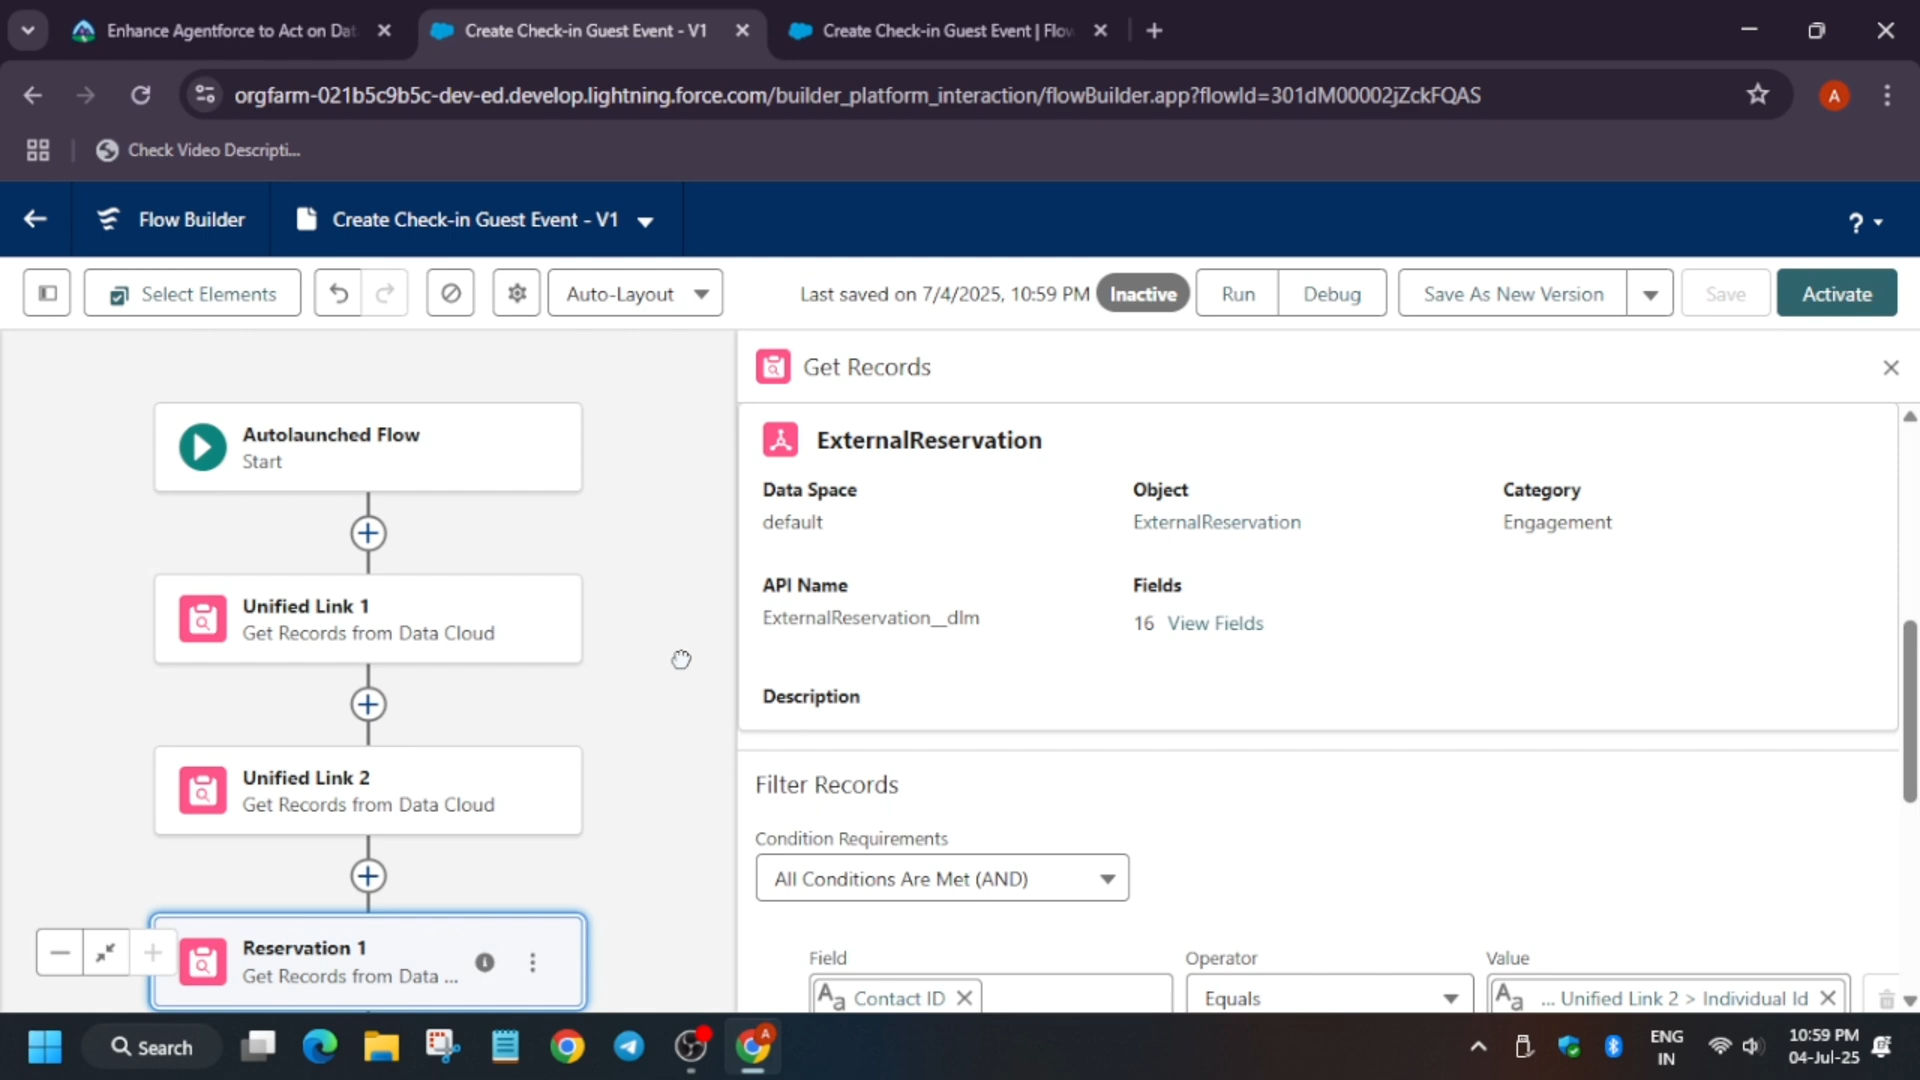 Enhance Agentforce to Act on Dat
Create Check-in Guest Event - V1
Create Check-in Guest Event | Flow
orgfarm-021b5c9b5c-dev-ed.develop.lightning.force.com/builder_platform_interaction/flowBuilder.app?flowId=301dM00002jZckFQAS
A
Check Video Descripti...
Flow Builder
Create Check-in Guest Event - V1
?
Select Elements
Auto-Layout
Last saved on 7/4/2025, 10:59 PM
Inactive
Run
Debug
Save As New Version
Save
Activate
Autolaunched Flow
Start
Unified Link 1
Get Records from Data Cloud
Unified Link 2
Get Records from Data Cloud
Reservation 1
Get Records from Data ...
Get Records
ExternalReservation
Data Space
Object
Category
default
ExternalReservation
Engagement
API Name
Fields
ExternalReservation__dlm
16 View Fields
Description
Filter Records
Condition Requirements
All Conditions Are Met (AND)
Field
Operator
Value
Aa Contact ID
Equals
Aa ... Unified Link 2 > Individual Id
Search
A
ENG
IN
10:59 PM
04-Jul-25